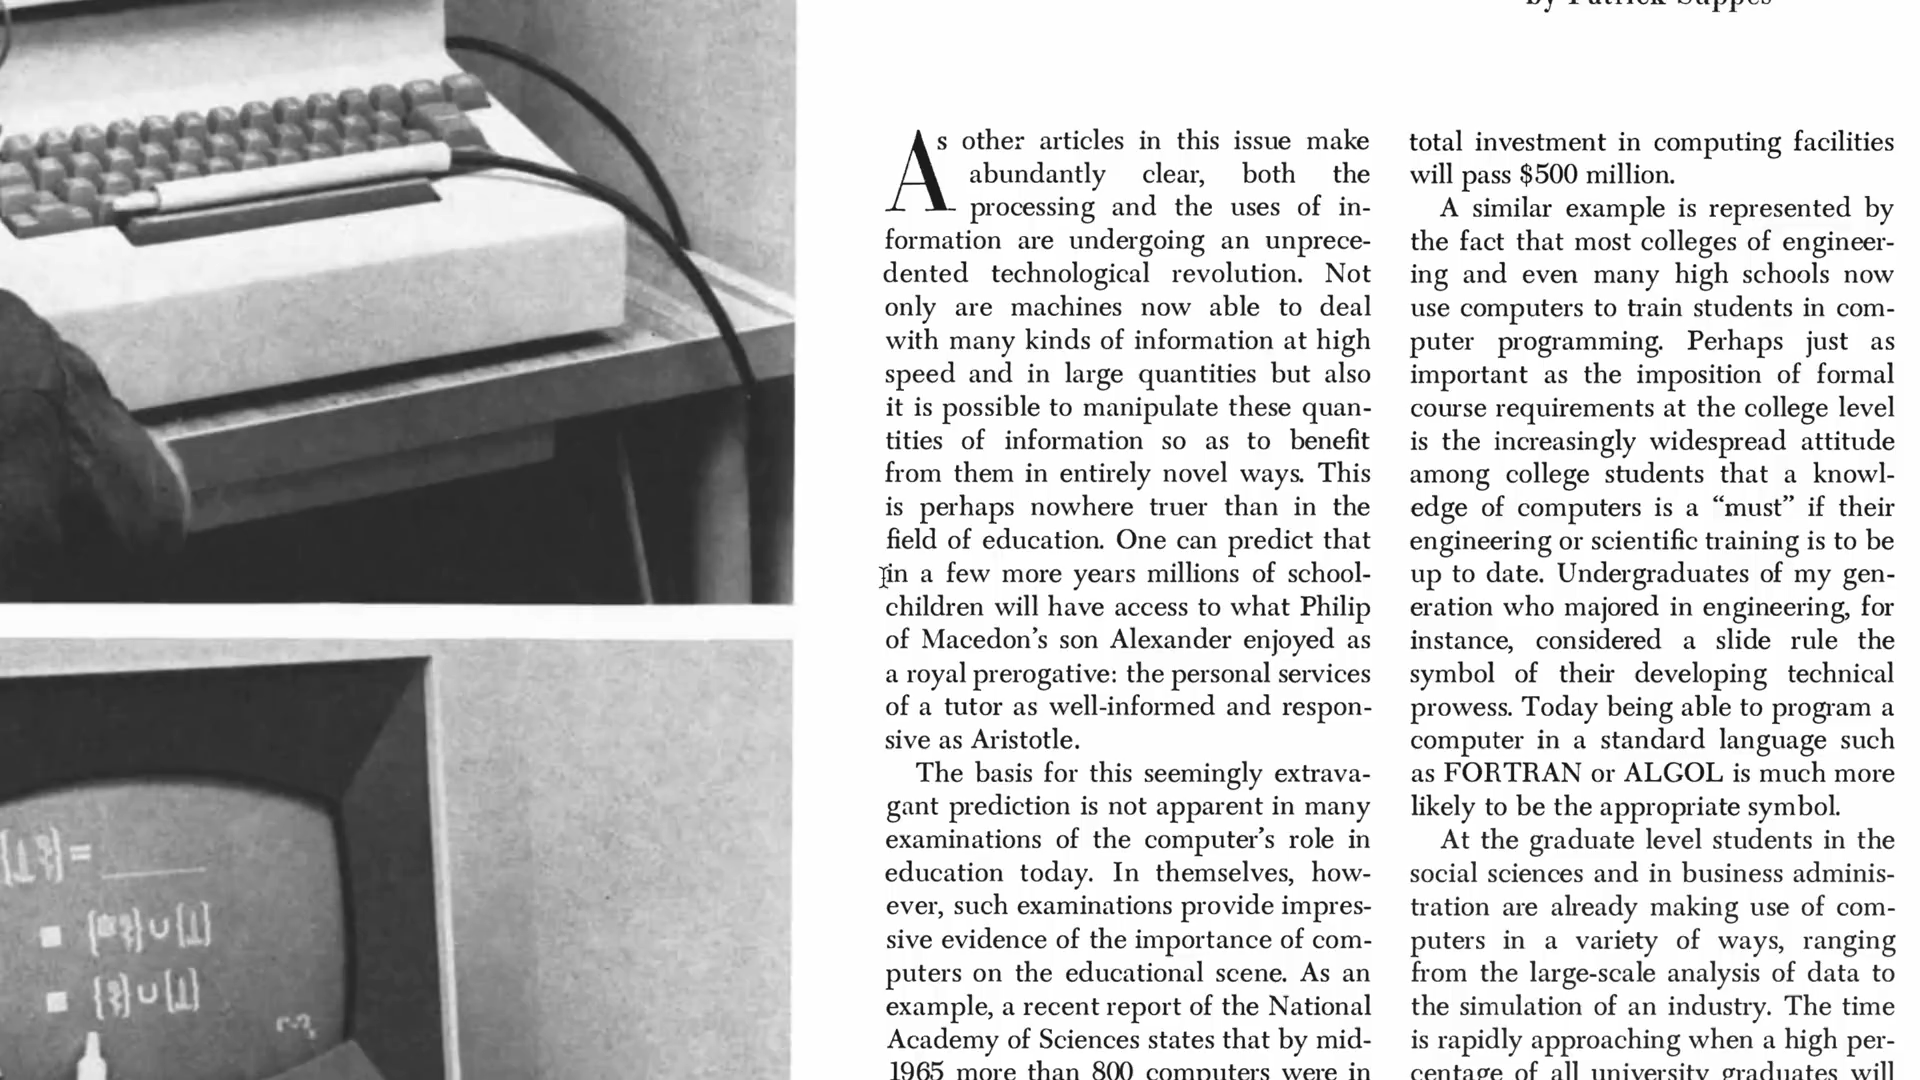 by Patrick Suppes
As other articles in this issue make
abundantly clear, both the
processing and the uses of in-
formation are undergoing an unprece-
dented technological revolution. Not
only are machines now able to deal
with many kinds of information at high
speed and in large quantities but also
it is possible to manipulate these quan-
tities of information so as to benefit
from them in entirely novel ways. This
is perhaps nowhere truer than in the
field of education. One can predict that
in a few more years millions of school-
children will have access to what Philip
of Macedon’s son Alexander enjoyed as
a royal prerogative: the personal services
of a tutor as well-informed and respon-
sive as Aristotle.
The basis for this seemingly extrava-
gant prediction is not apparent in many
examinations of the computer’s role in
education today. In themselves, how-
ever, such examinations provide impres-
sive evidence of the importance of com-
puters on the educational scene. As an
example, a recent report of the National
Academy of Sciences states that by mid-
1965 more than 800 computers were in
total investment in computing facilities
will pass $500 million.
A similar example is represented by
the fact that most colleges of engineer-
ing and even many high schools now
use computers to train students in com-
puter programming. Perhaps just as
important as the imposition of formal
course requirements at the college level
is the increasingly widespread attitude
among college students that a knowl-
edge of computers is a “must” if their
engineering or scientific training is to be
up to date. Undergraduates of my gen-
eration who majored in engineering, for
instance, considered a slide rule the
symbol of their developing technical
prowess. Today being able to program a
computer in a standard language such
as FORTRAN or ALGOL is much more
likely to be the appropriate symbol.
At the graduate level students in the
social sciences and in business adminis-
tration are already making use of com-
puters in a variety of ways, ranging
from the large-scale analysis of data to
the simulation of an industry. The time
is rapidly approaching when a high per-
centage of all university graduates will